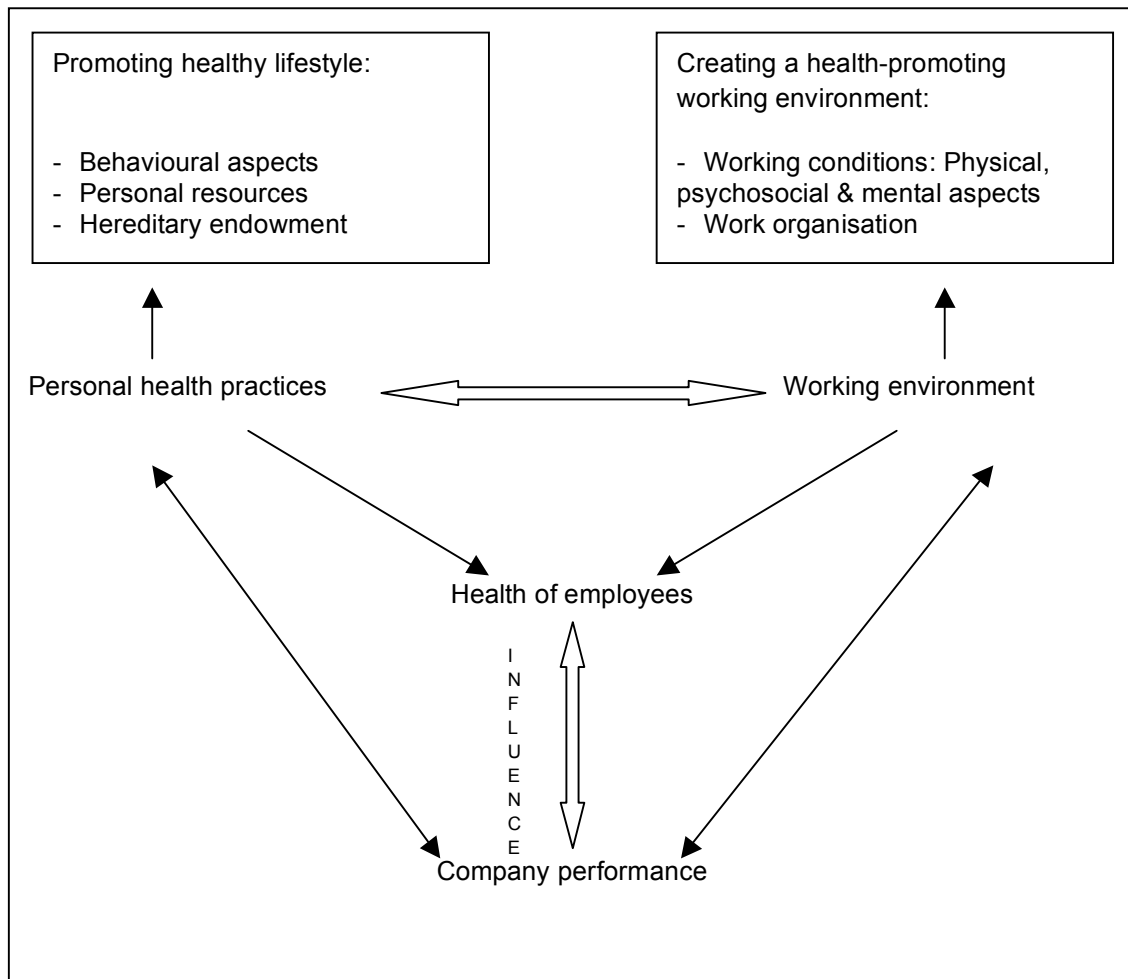 Promoting healthy lifestyle:
- Behavioural aspects
- Personal resources
- Hereditary endowment
Creating a health-promoting
working environment:
- Working conditions: Physical,
psychosocial & mental aspects
- Work organisation
Personal health practices
Working environment
Health of employees
INFLUENCE
Company performance